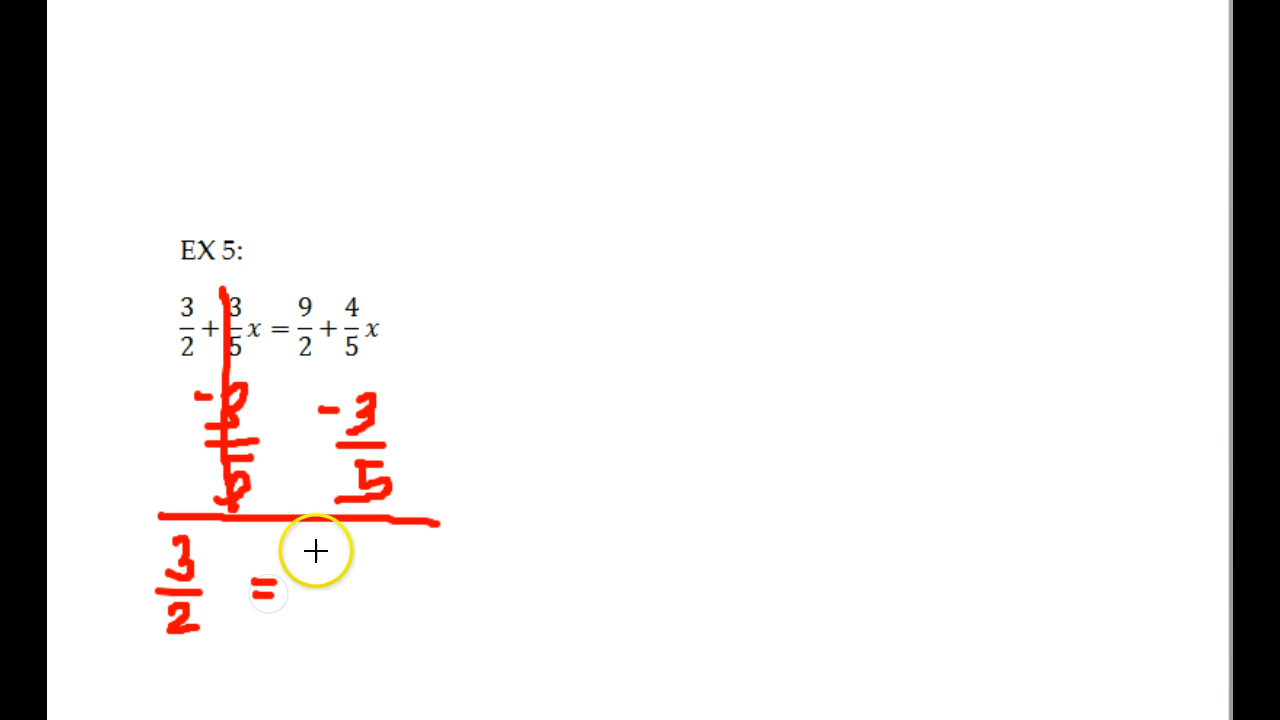 EX 5:
3/2 + 3/5 x = 9/2 + 4/5 x
- 3/5 - 3/5
3/2 =